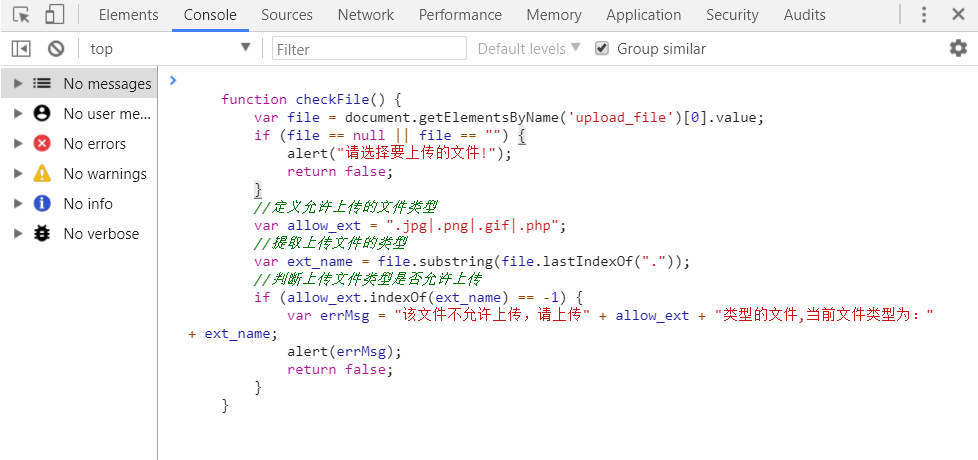 Elements Console Sources Network Performance Memory Application Security Audits
top Filter Default levels Group similar
No messages
No user me...
No errors
No warnings
No info
No verbose
function checkFile() {
var file = document.getElementsByName('upload_file')[0].value;
if (file == null || file == "") {
alert("请选择要上传的文件!");
return false;
}
//定义允许上传的文件类型
var allow_ext = ".jpg|.png|.gif|.php";
//提取上传文件的类型
var ext_name = file.substring(file.lastIndexOf("."));
//判断上传文件类型是否允许上传
if (allow_ext.indexOf(ext_name) == -1) {
var errMsg = "该文件不允许上传，请上传" + allow_ext + "类型的文件,当前文件类型为："
+ ext_name;
alert(errMsg);
return false;
}
}